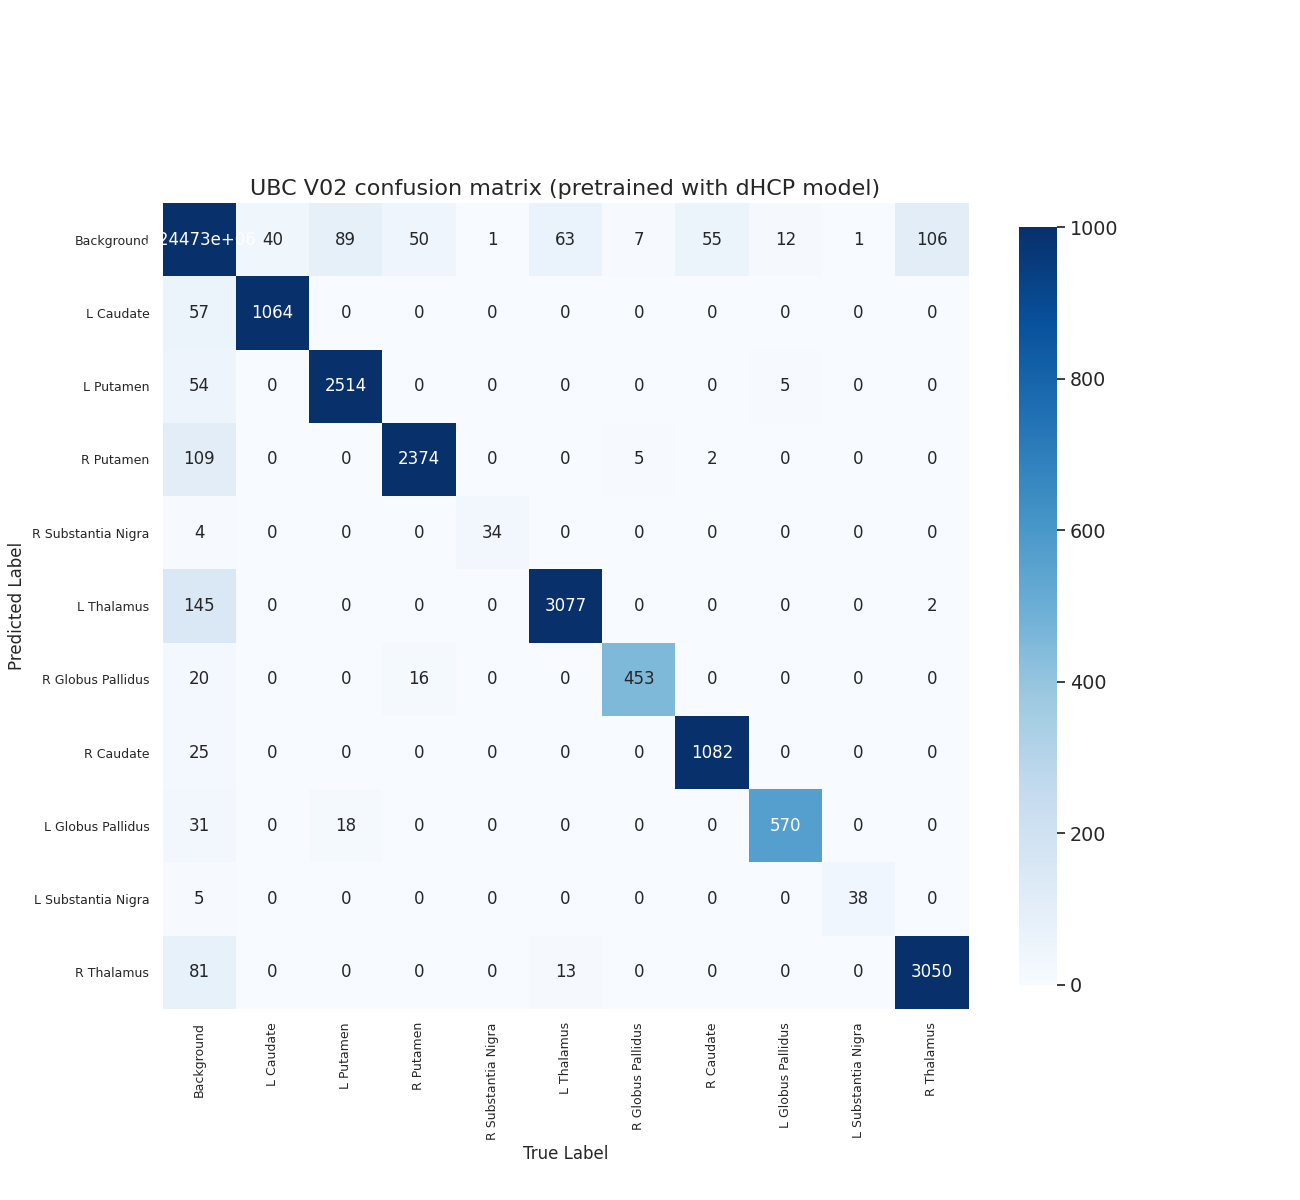 UBC V02 confusion matrix (pretrained with dHCP model)
Background 24473e+06 40 89 50 1 63 7 55 12 1 106
L Caudate 57 1064 0 0 0 0 0 0 0 0 0
L Putamen 54 0 2514 0 0 0 0 0 5 0 0
R Putamen 109 0 0 2374 0 0 5 2 0 0 0
R Substantia Nigra 4 0 0 0 34 0 0 0 0 0 0
L Thalamus 145 0 0 0 0 3077 0 0 0 0 2
R Globus Pallidus 20 0 0 16 0 0 453 0 0 0 0
R Caudate 25 0 0 0 0 0 0 1082 0 0 0
L Globus Pallidus 31 0 18 0 0 0 0 0 570 0 0
L Substantia Nigra 5 0 0 0 0 0 0 0 0 38 0
R Thalamus 81 0 0 0 0 13 0 0 0 0 3050
Predicted Label
Background
L Caudate
L Putamen
R Putamen
R Substantia Nigra
L Thalamus
R Globus Pallidus
R Caudate
L Globus Pallidus
L Substantia Nigra
R Thalamus
True Label
1000
800
600
400
200
0